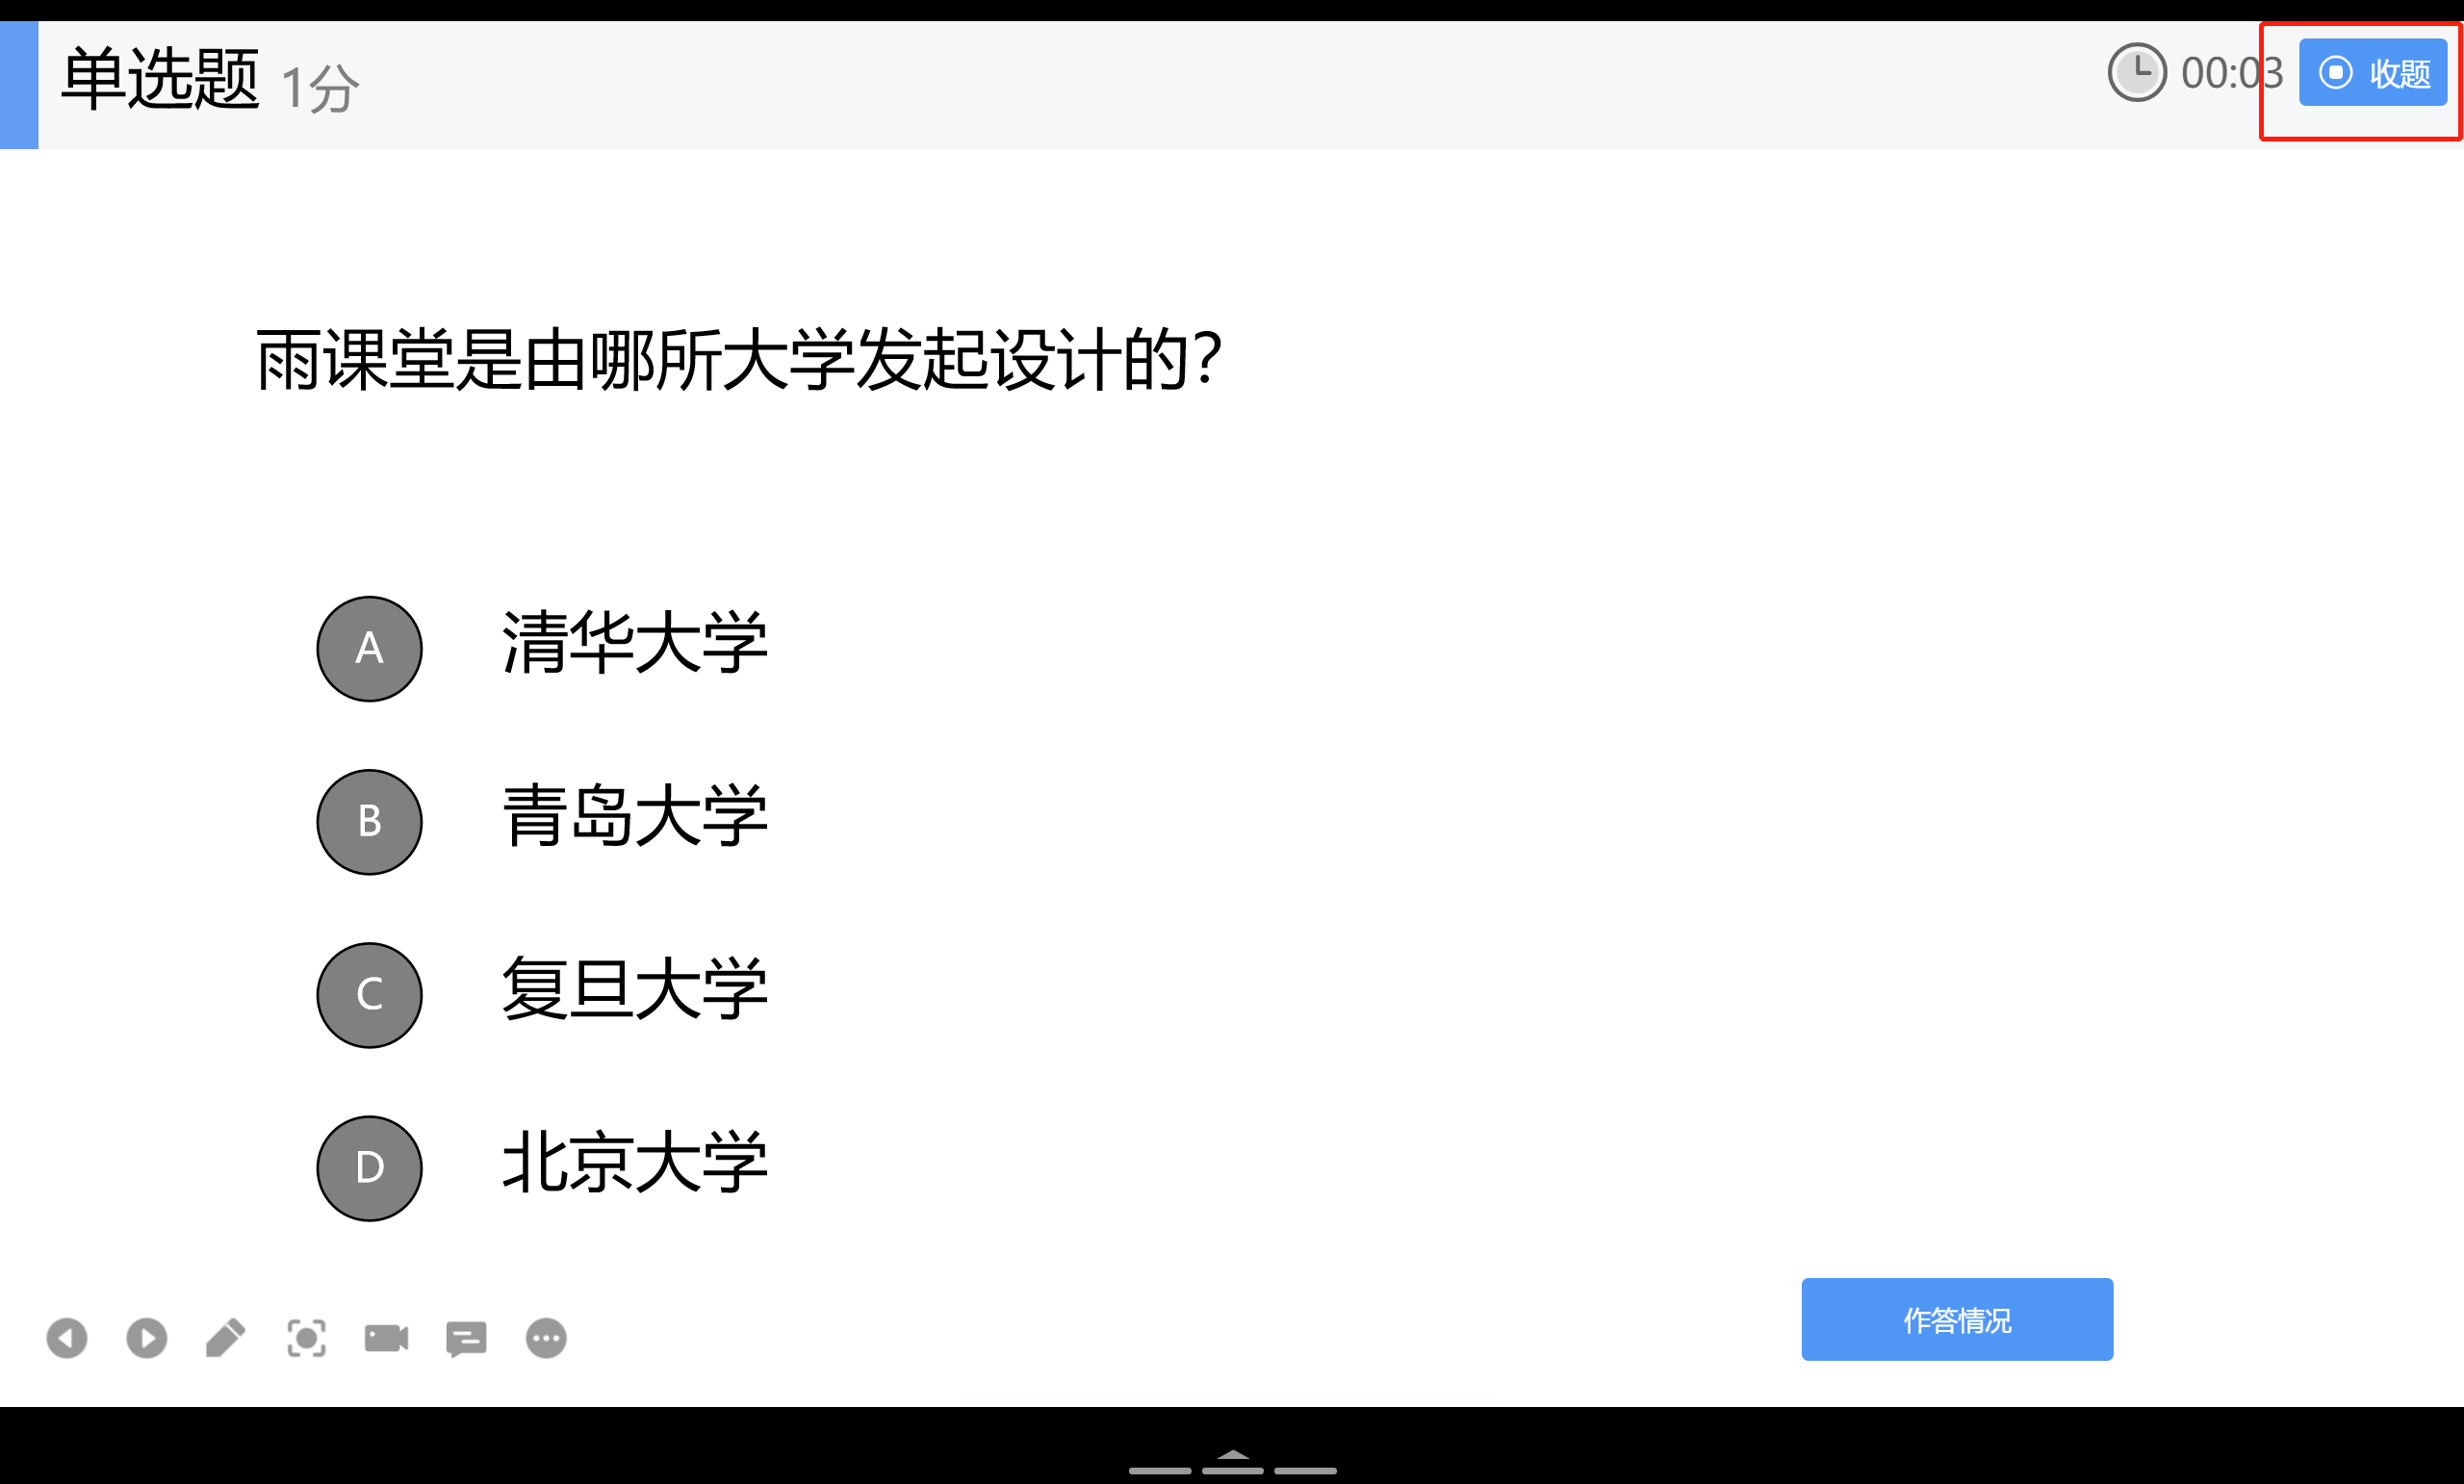 单选题 1分 00:03 收题
雨课堂是由哪所大学发起设计的？
A 清华大学
B 青岛大学
C 复旦大学
D 北京大学
作答情况